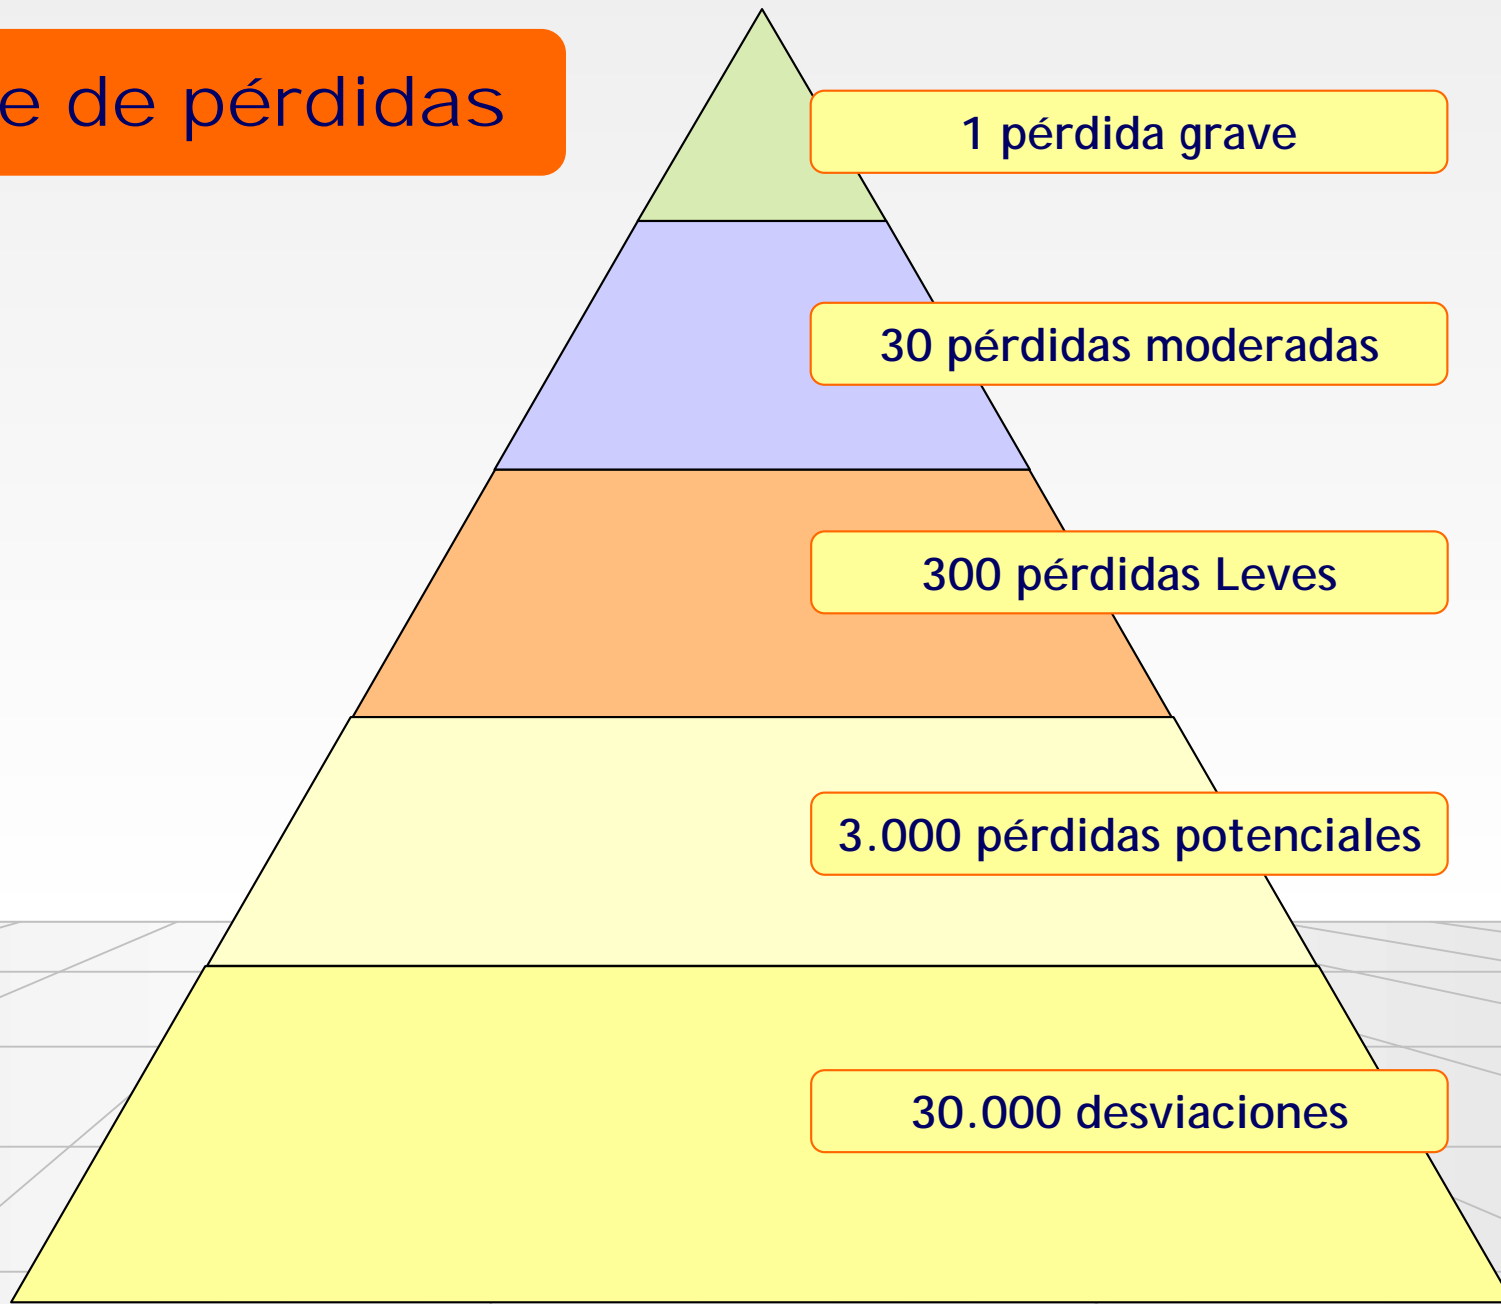 e de pérdidas
1 pérdida grave
30 pérdidas moderadas
300 pérdidas Leves
3.000 pérdidas potenciales
30.000 desviaciones